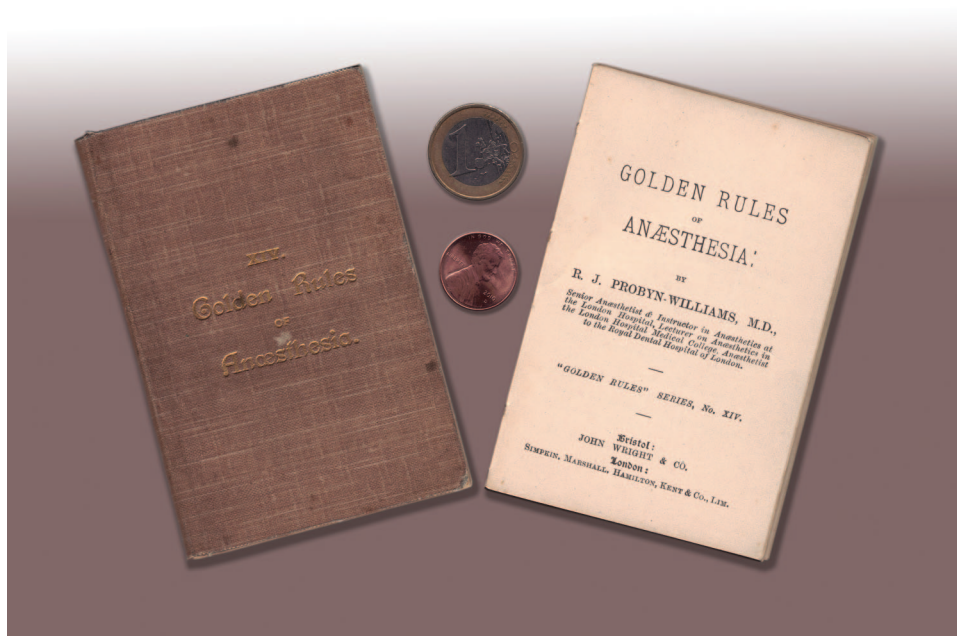 XIV.
Golden Rules
OF
Anæsthesia.
1
GOLDEN RULES
OF
ANÆSTHESIA:
BY
R. J. PROBYN-WILLIAMS, M.D.,
Senior Anæsthetist & Instructor in Anæsthetics at
the London Hospital, Lecturer on Anæsthetics in
the London Hospital Medical College, Anæsthetist
to the Royal Dental Hospital of London.
"GOLDEN RULES" SERIES, No. XIV.
Bristol:
JOHN WRIGHT & CO.
London:
SIMPKIN, MARSHALL, HAMILTON, KENT & CO., LIM.